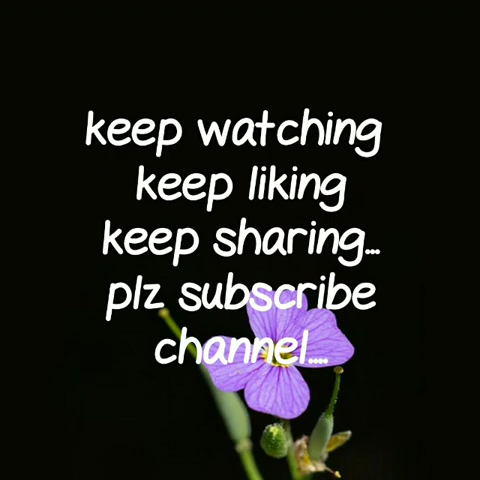 keep watching
keep liking
keep sharing...
plz subscribe
channel....